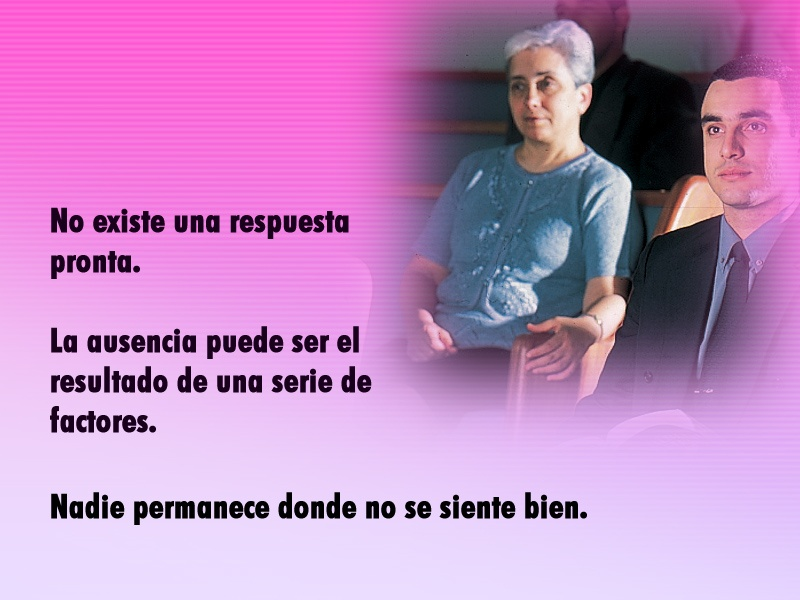 No existe una respuesta
pronta.
La ausencia puede ser el
resultado de una serie de
factores.
Nadie permanece donde no se siente bien.